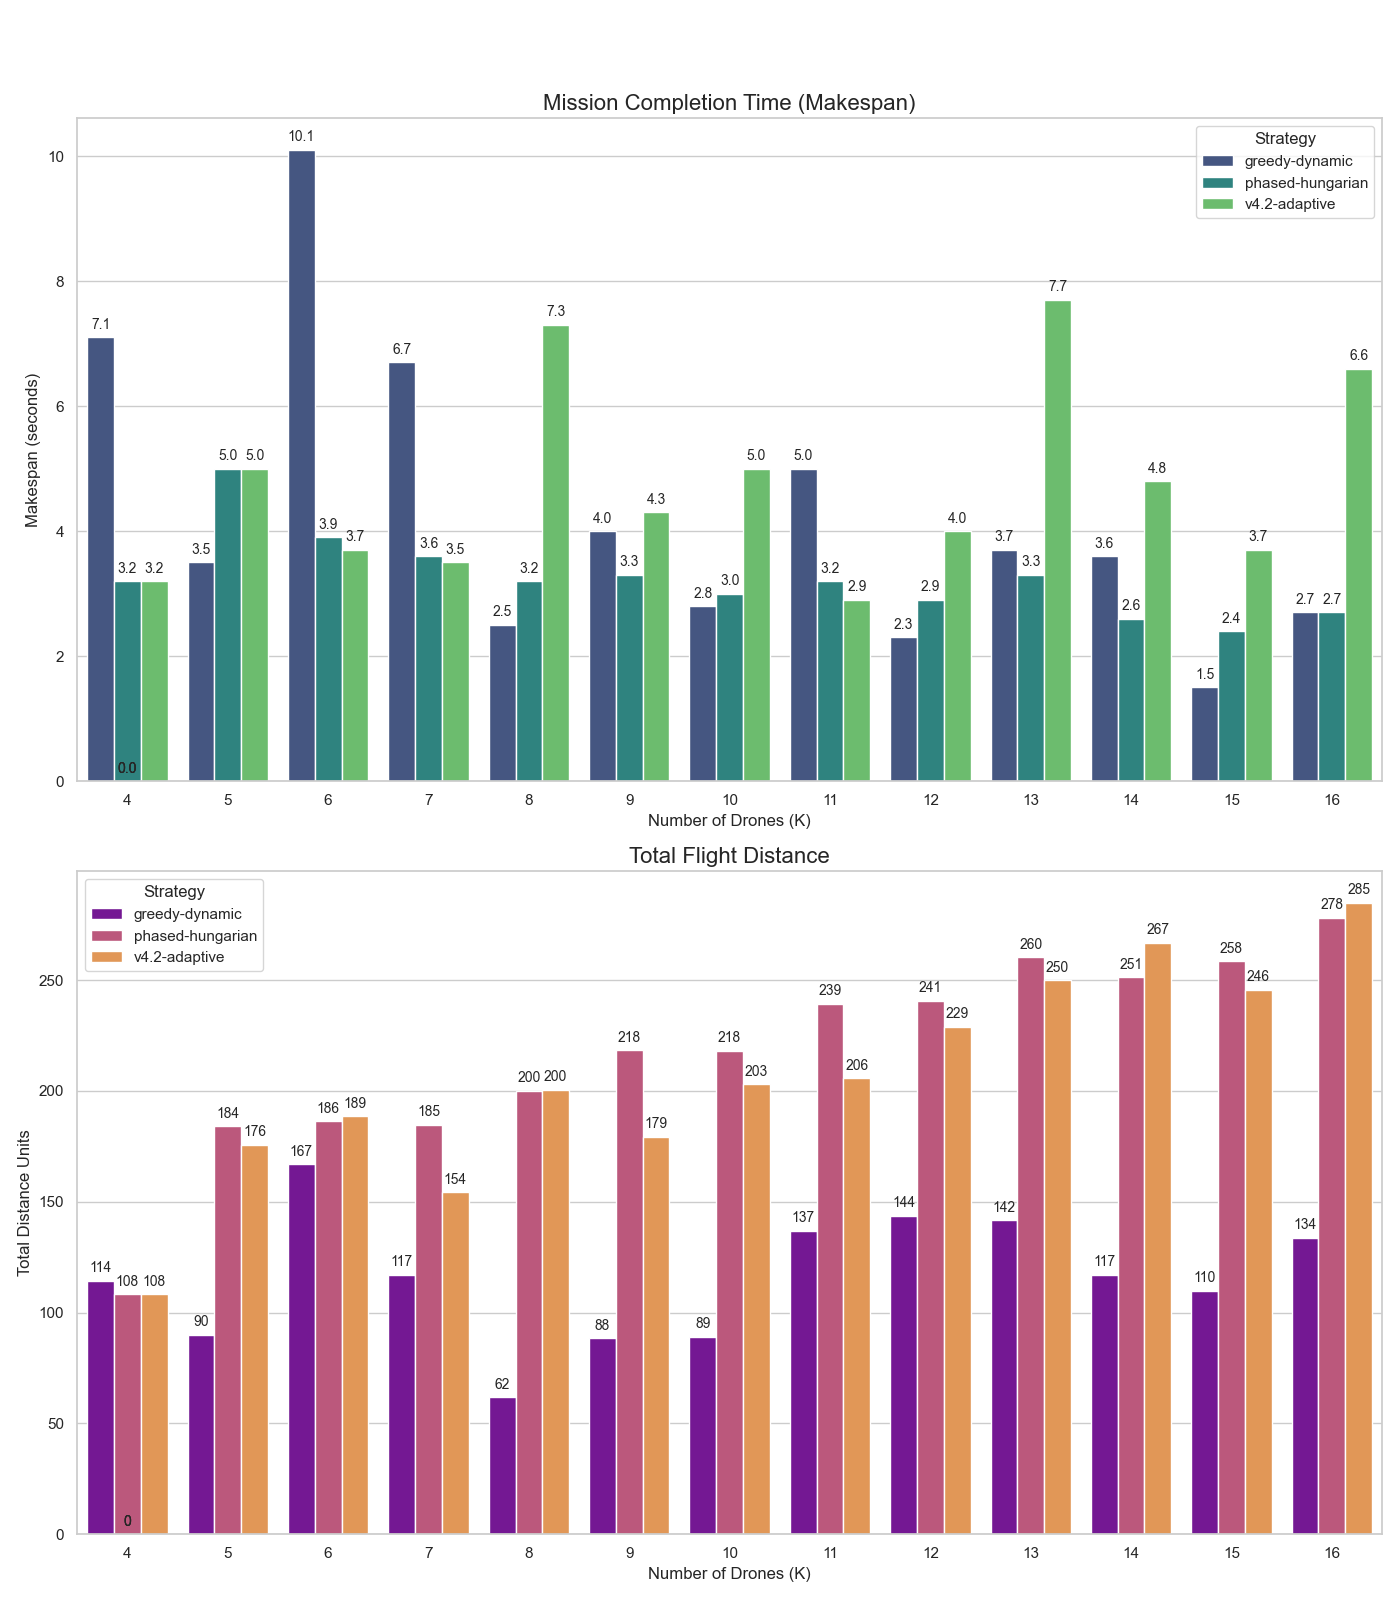 Mission Completion Time (Makespan)
Strategy
greedy-dynamic
phased-hungarian
v4.2-adaptive
Makespan (seconds)
10
8
6
4
2
0
7.1 3.2 3.2 0.0
3.5 5.0 5.0
10.1 3.9 3.7
6.7 3.6 3.5
2.5 3.2 7.3
4.0 3.3 4.3
2.8 3.0 5.0
5.0 3.2 2.9
2.3 2.9 4.0
3.7 3.3 7.7
3.6 2.6 4.8
1.5 2.4 3.7
2.7 2.7 6.6
4 5 6 7 8 9 10 11 12 13 14 15 16
Number of Drones (K)
Total Flight Distance
Strategy
greedy-dynamic
phased-hungarian
v4.2-adaptive
Total Distance Units
250
200
150
100
50
0
114 108 108 0
90 184 176
167 186 189
117 185 154
62 200 200
88 218 179
89 218 203
137 239 206
144 241 229
142 260 250
117 251 267
110 258 246
134 278 285
4 5 6 7 8 9 10 11 12 13 14 15 16
Number of Drones (K)